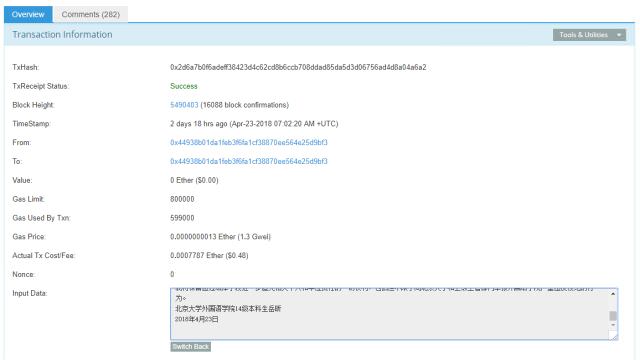 Overview
Comments (282)
Transaction Information
Tools & Utilities
TxHash:
0x2d6a7b0f6adeff38423d4c62cd8b6ccb708ddad85da5d3d06756ad4d8a04a6a2
TxReceipt Status:
Success
Block Height:
5490403 (16088 block confirmations)
TimeStamp:
2 days 18 hrs ago (Apr-23-2018 07:02:20 AM +UTC)
From:
0x44938b01da1feb3f6fa1cf38870ee564e25d9bf3
To:
0x44938b01da1feb3f6fa1cf38870ee564e25d9bf3
Value:
0 Ether ($0.00)
Gas Limit:
800000
Gas Used By Txn:
599000
Gas Price:
0.0000000013 Ether (1.3 Gwei)
Actual Tx Cost/Fee:
0.0007787 Ether ($0.48)
Nonce:
0
Input Data:
为。
北京大学外国语学院14级本科生岳昕
2018年4月23日
Switch Back